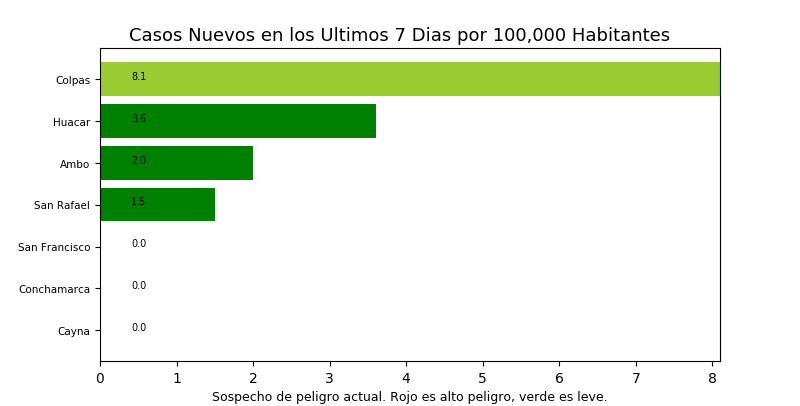 Casos Nuevos en los Ultimos 7 Dias por 100,000 Habitantes
Colpas 8.1
Huacar 3.6
Ambo 2.0
San Rafael 1.5
San Francisco 0.0
Conchamarca 0.0
Cayna 0.0
0 1 2 3 4 5 6 7 8
Sospecho de peligro actual. Rojo es alto peligro, verde es leve.